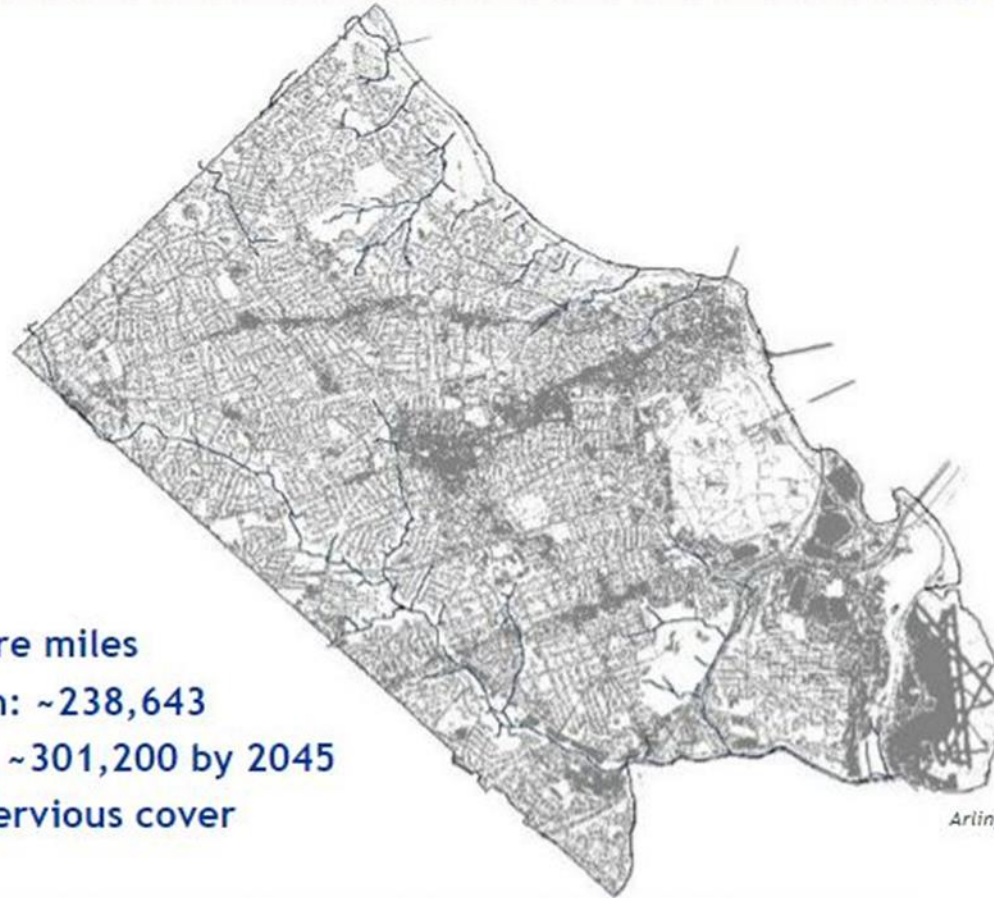 re miles
n: ~238,643
~301,200 by 2045
ervious cover
Arlin